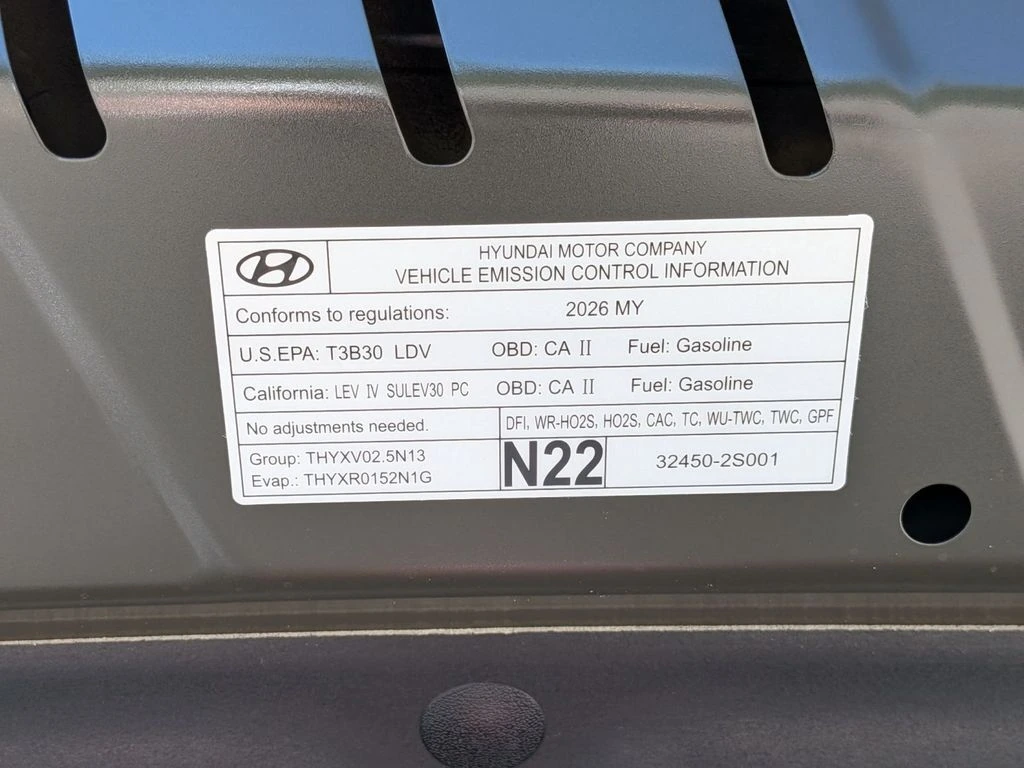 HYUNDAI MOTOR COMPANY
VEHICLE EMISSION CONTROL INFORMATION
Conforms to regulations: 2026 MY
U.S.EPA: T3B30 LDV OBD: CA II Fuel: Gasoline
California: LEV IV SULEV30 PC OBD: CA II Fuel: Gasoline
No adjustments needed. DFI, WR-HO2S, HO2S, CAC, TC, WU-TWC, TWC, GPF
Group: THYXV02.5N13
Evap.: THYXR0152N1G
N22 32450-2S001